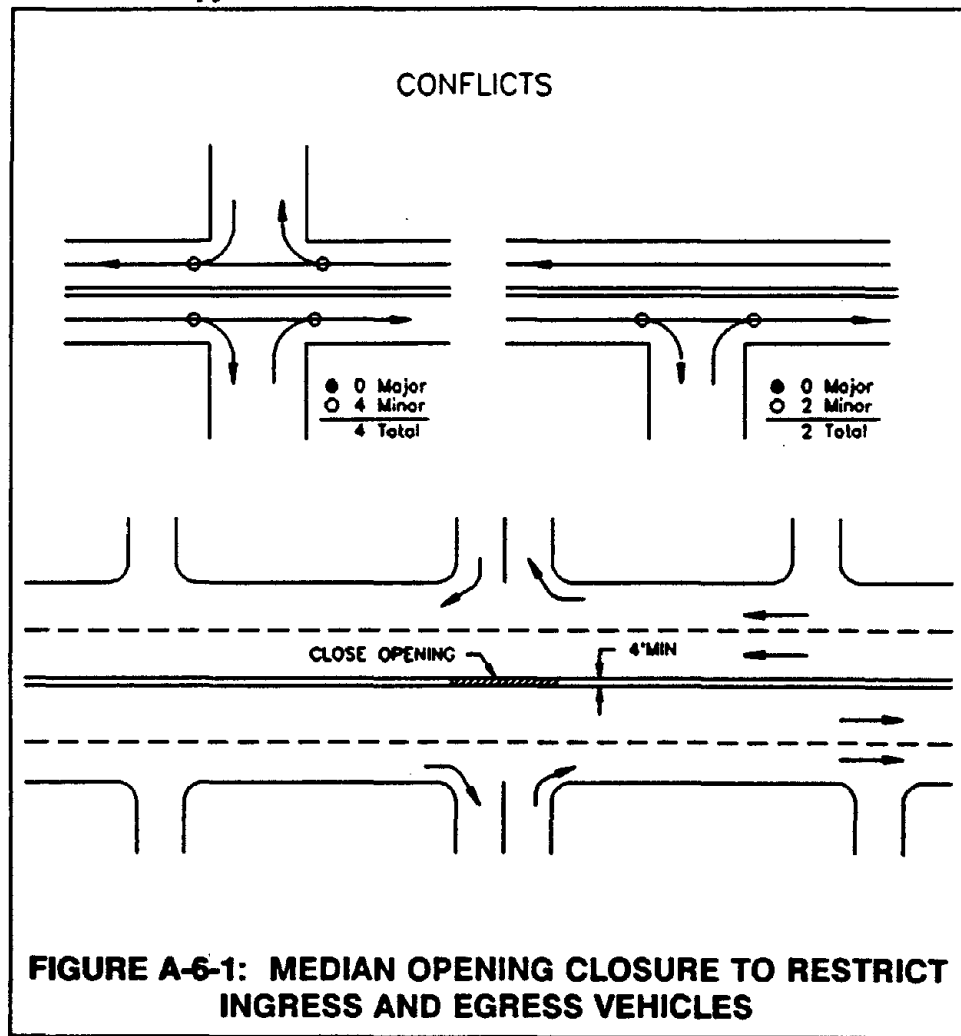 CONFLICTS
● 0 Major
○ 4 Minor
4 Total
● 0 Major
○ 2 Minor
2 Total
CLOSE OPENING
4'MIN
FIGURE A-6-1: MEDIAN OPENING CLOSURE TO RESTRICT
INGRESS AND EGRESS VEHICLES